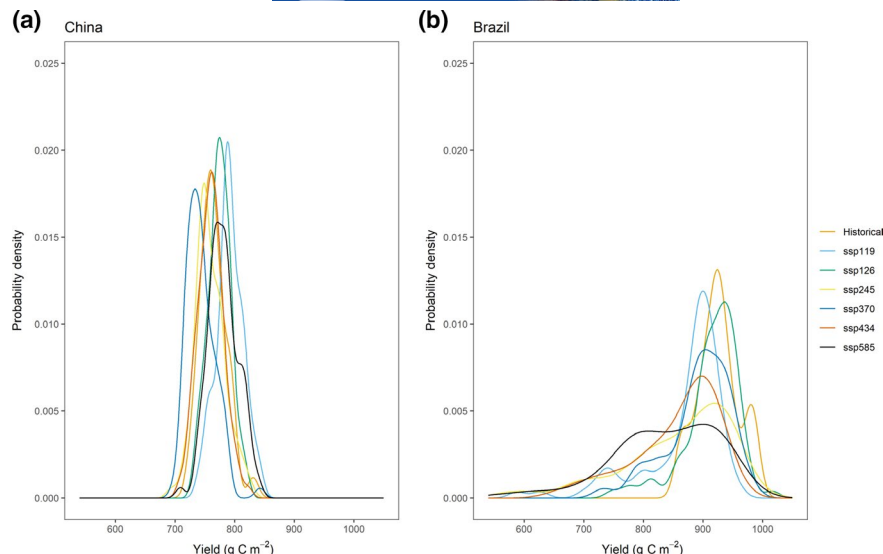 (a)
China
Probability density
0.025
0.020
0.015
0.010
0.005
0.000
600 700 800 900 1000
Yield (g C m⁻²)
(b)
Brazil
Probability density
0.025
0.020
0.015
0.010
0.005
0.000
600 700 800 900 1000
Yield (g C m⁻²)
Historical
ssp119
ssp126
ssp245
ssp370
ssp434
ssp585